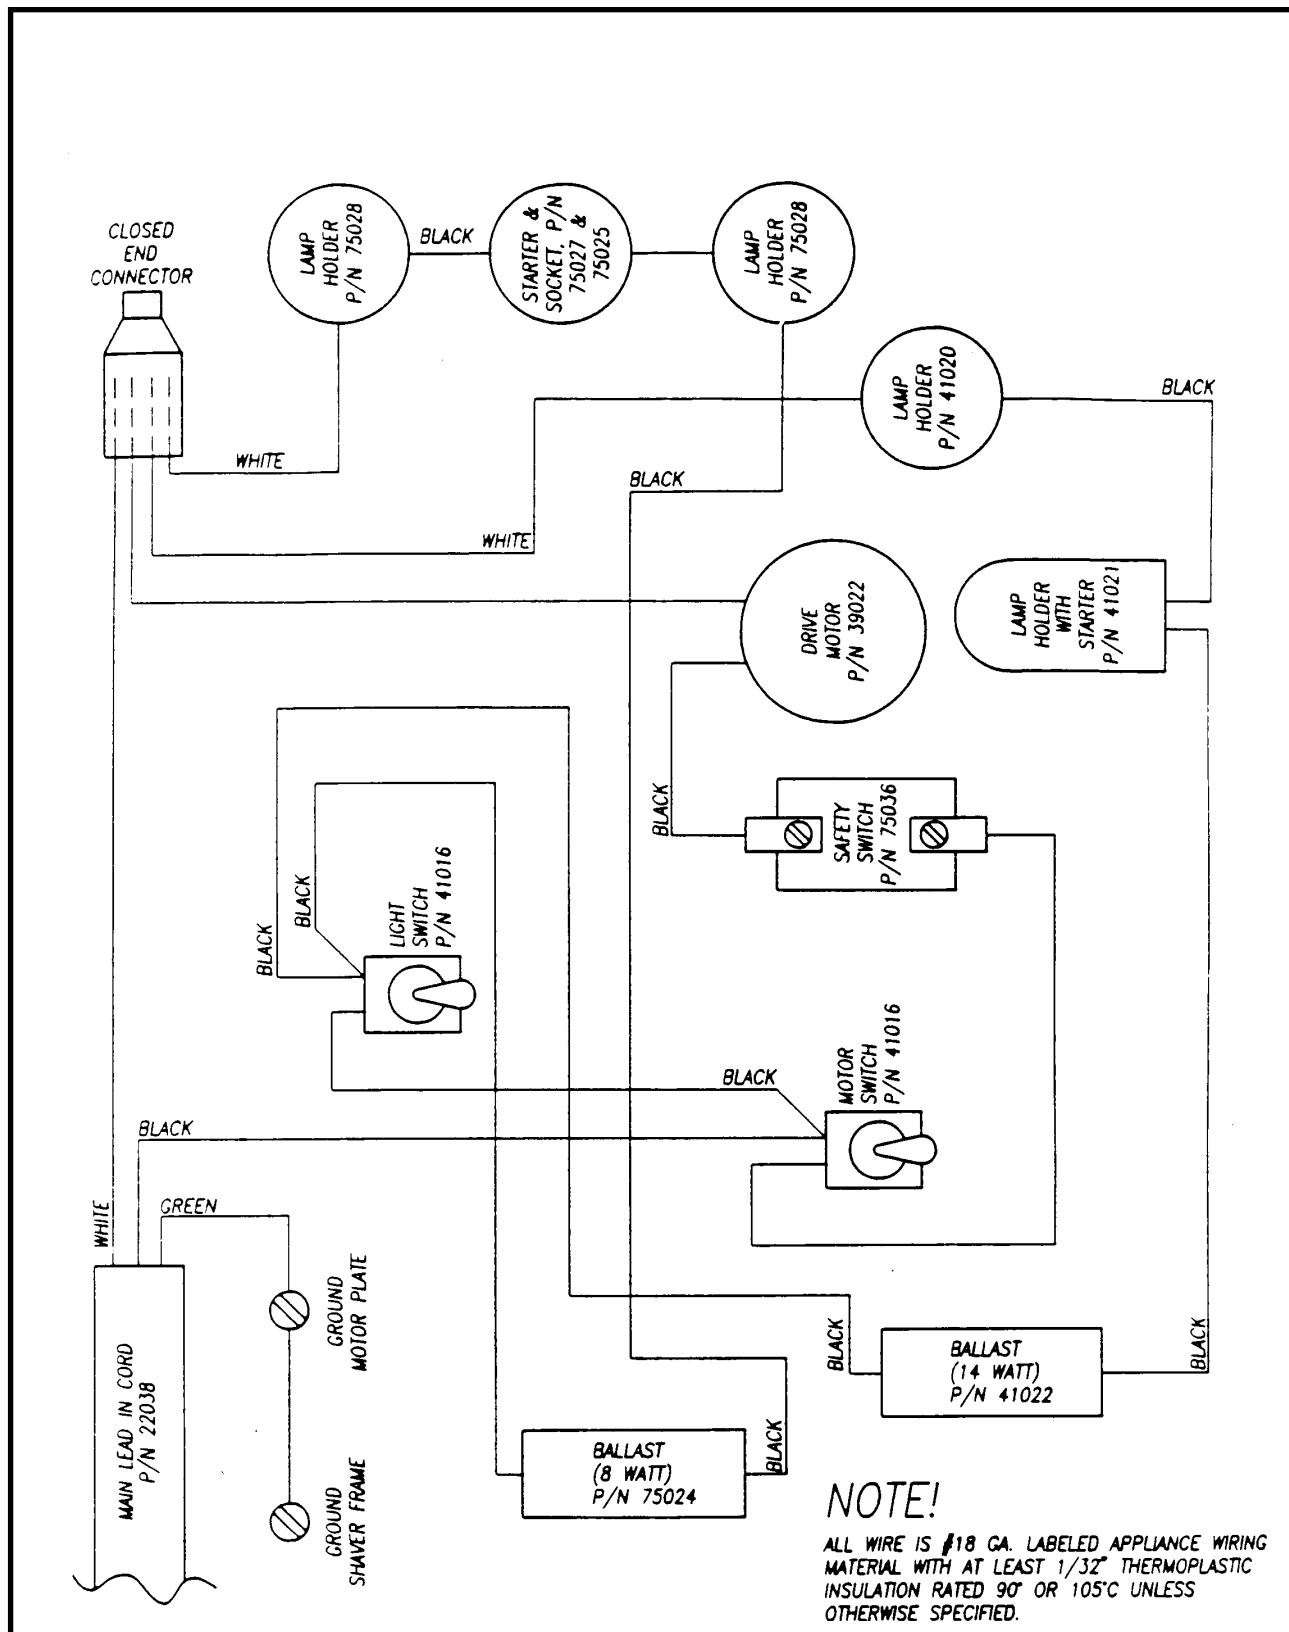 CLOSED
END
CONNECTOR
LAMP
HOLDER
P/N 75028
BLACK
STARTER &
SOCKET, P/N
75027 &
75025
LAMP
HOLDER
P/N 75028
LAMP
HOLDER
P/N 41020
BLACK
WHITE
BLACK
WHITE
DRIVE
MOTOR
P/N 39022
LAMP
HOLDER
WITH
STARTER
P/N 41021
BLACK
SAFETY
SWITCH
P/N 75036
BLACK
BLACK
LIGHT
SWITCH
P/N 41016
BLACK
MOTOR
SWITCH
P/N 41016
BLACK
WHITE
GREEN
MAIN LEAD IN CORD
P/N 22038
GROUND
MOTOR PLATE
GROUND
SHAVER FRAME
BLACK
BALLAST
(14 WATT)
P/N 41022
BLACK
BALLAST
(8 WATT)
P/N 75024
BLACK
NOTE!
ALL WIRE IS #18 GA. LABELED APPLIANCE WIRING
MATERIAL WITH AT LEAST 1/32" THERMOPLASTIC
INSULATION RATED 90° OR 105°C UNLESS
OTHERWISE SPECIFIED.